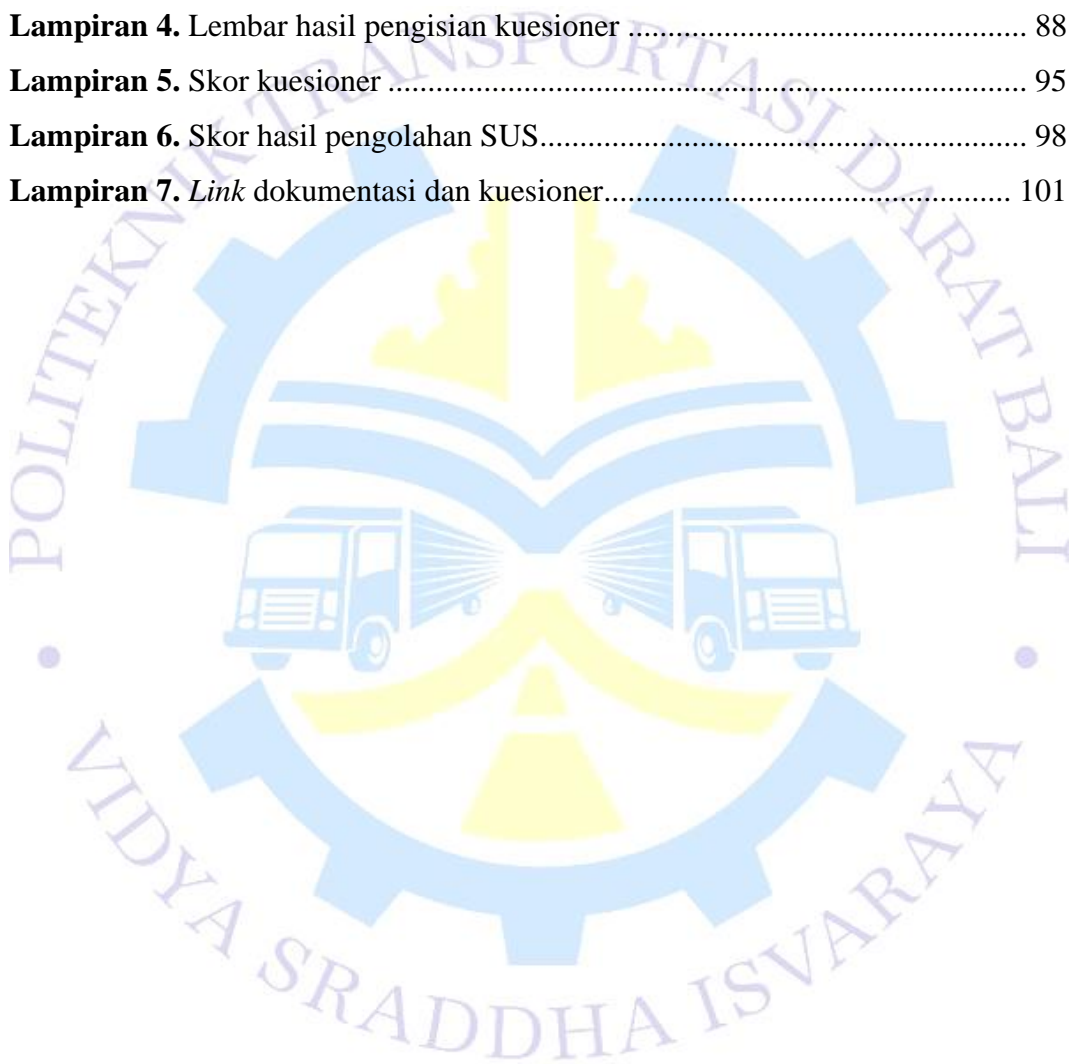 Lampiran 4. Lembar hasil pengisian kuesioner ................................................ 88
Lampiran 5. Skor kuesioner ............................................................................. 95
Lampiran 6. Skor hasil pengolahan SUS........................................................... 98
Lampiran 7. Link dokumentasi dan kuesioner................................................. 101
POLITEKNIK TRANSPORTASI DARAT BALI
• VIDYA SRADDHA ISVARAYA •